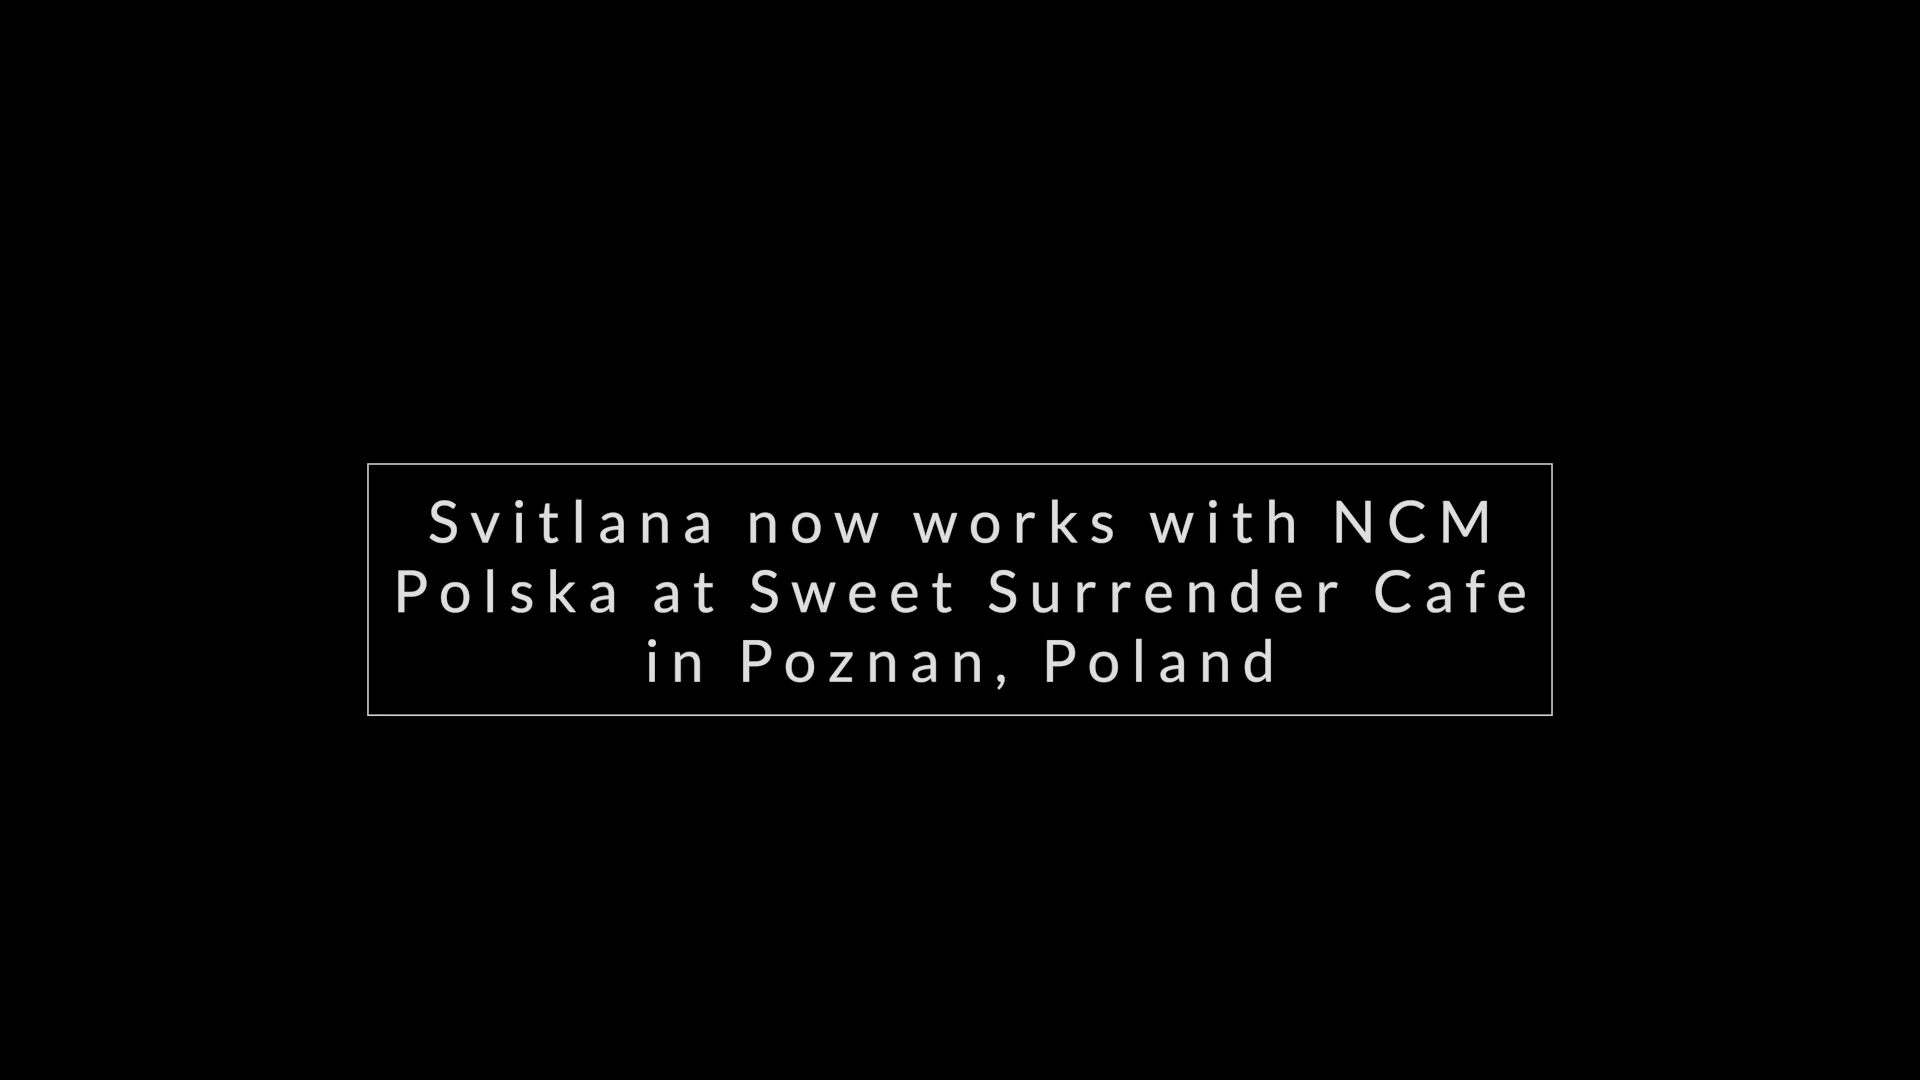 Svitlana now works with NCM
Polska at Sweet Surrender Cafe
in Poznan, Poland